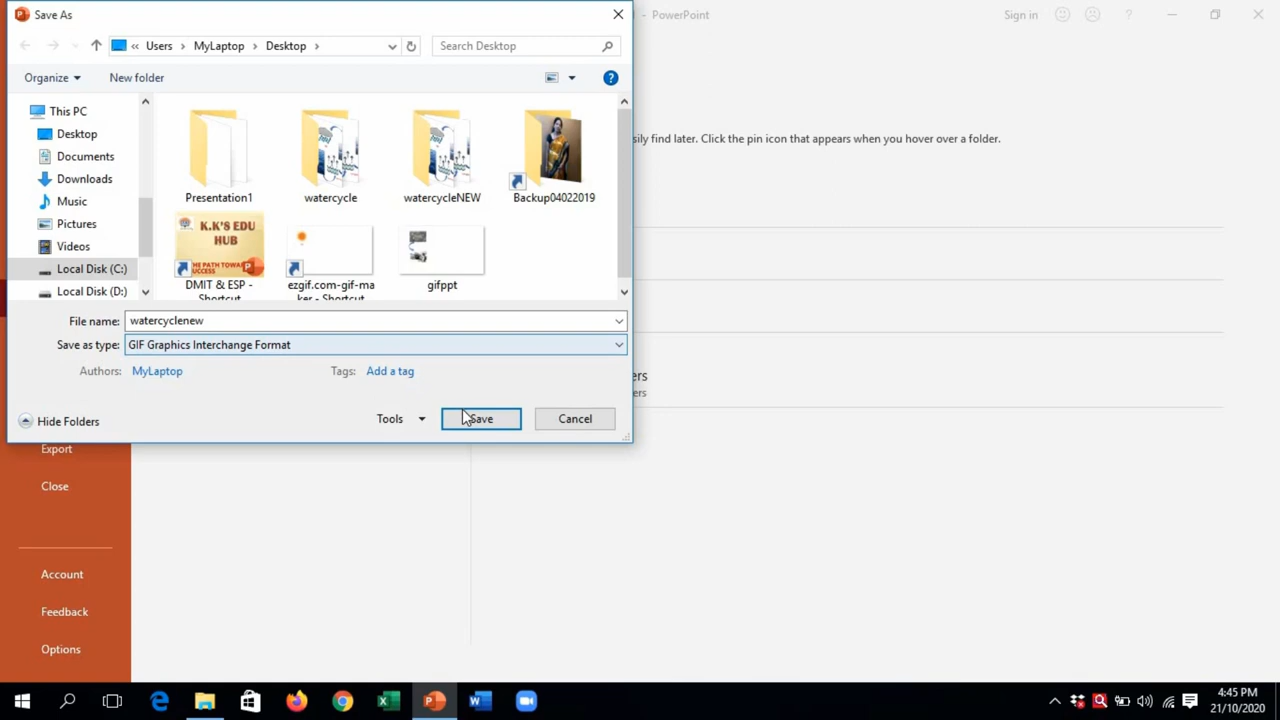 Save As
- PowerPoint
Sign in
?
« Users > MyLaptop > Desktop >
Search Desktop
Organize
New folder
?
This PC
Desktop
Documents
Downloads
Music
Pictures
Videos
Local Disk (C:)
Local Disk (D:)
Presentation1
watercycle
watercycleNEW
Backup04022019
K.K'S EDU
HUB
DMIT & ESP -
Shortcut
ezgif.com-gif-ma
ker - Shortcut
gifppt
sily find later. Click the pin icon that appears when you hover over a folder.
File name: watercyclenew
Save as type: GIF Graphics Interchange Format
Authors: MyLaptop
Tags: Add a tag
ers
ers
Hide Folders
Tools
Save
Cancel
Export
Close
Account
Feedback
Options
4:45 PM
21/10/2020